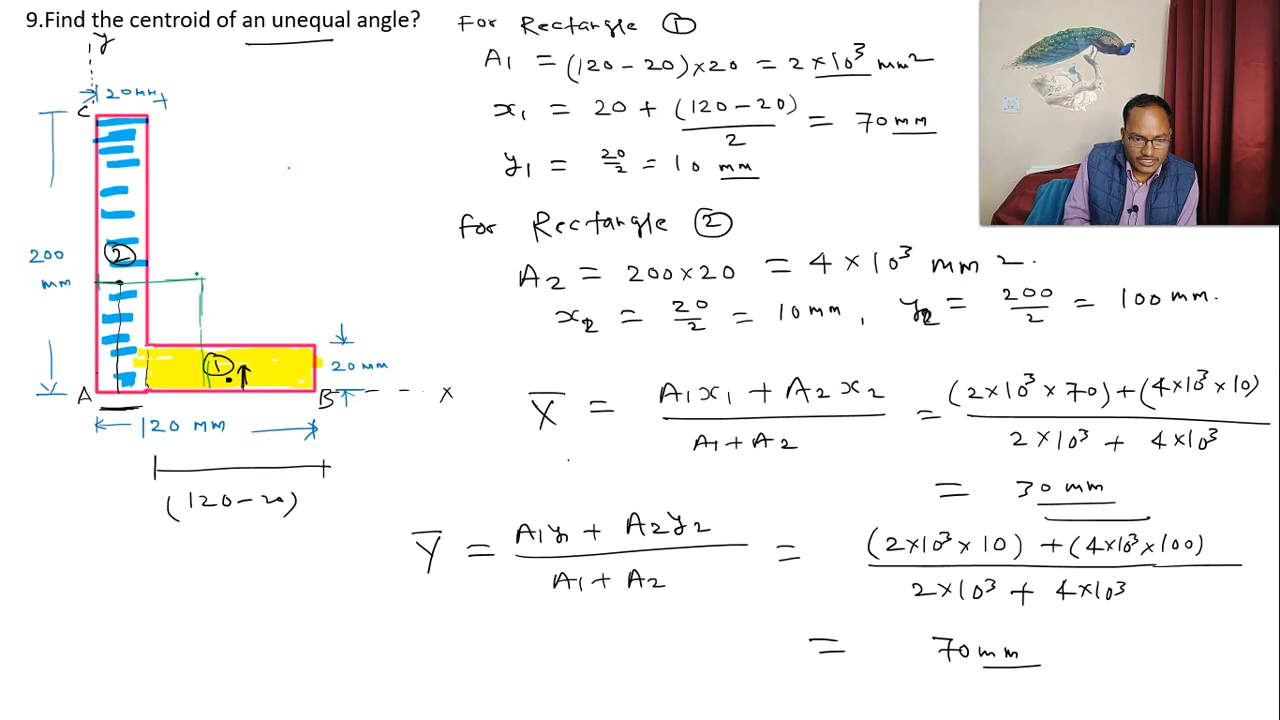 9.Find the centroid of an unequal angle?
y
C
20mm
200
mm
②
①
20 mm
A
B
x
120 MM
(120-20)
For Rectangle ①
A₁ = (120-20)×20 = 2×10³ mm²
x₁ = 20 + (120-20)/2 = 70mm
y₁ = 20/2 = 10 mm
For Rectangle ②
A₂ = 200×20 = 4×10³ mm².
x₂ = 20/2 = 10mm, y₂ = 200/2 = 100 mm.
X̅ = (A₁x₁ + A₂x₂)/(A₁+A₂) = ((2×10³×70)+(4×10³×10))/(2×10³ + 4×10³)
= 30 mm
Y̅ = (A₁y₁ + A₂y₂)/(A₁+A₂) = ((2×10³×10)+(4×10³×100))/(2×10³ + 4×10³)
= 70mm